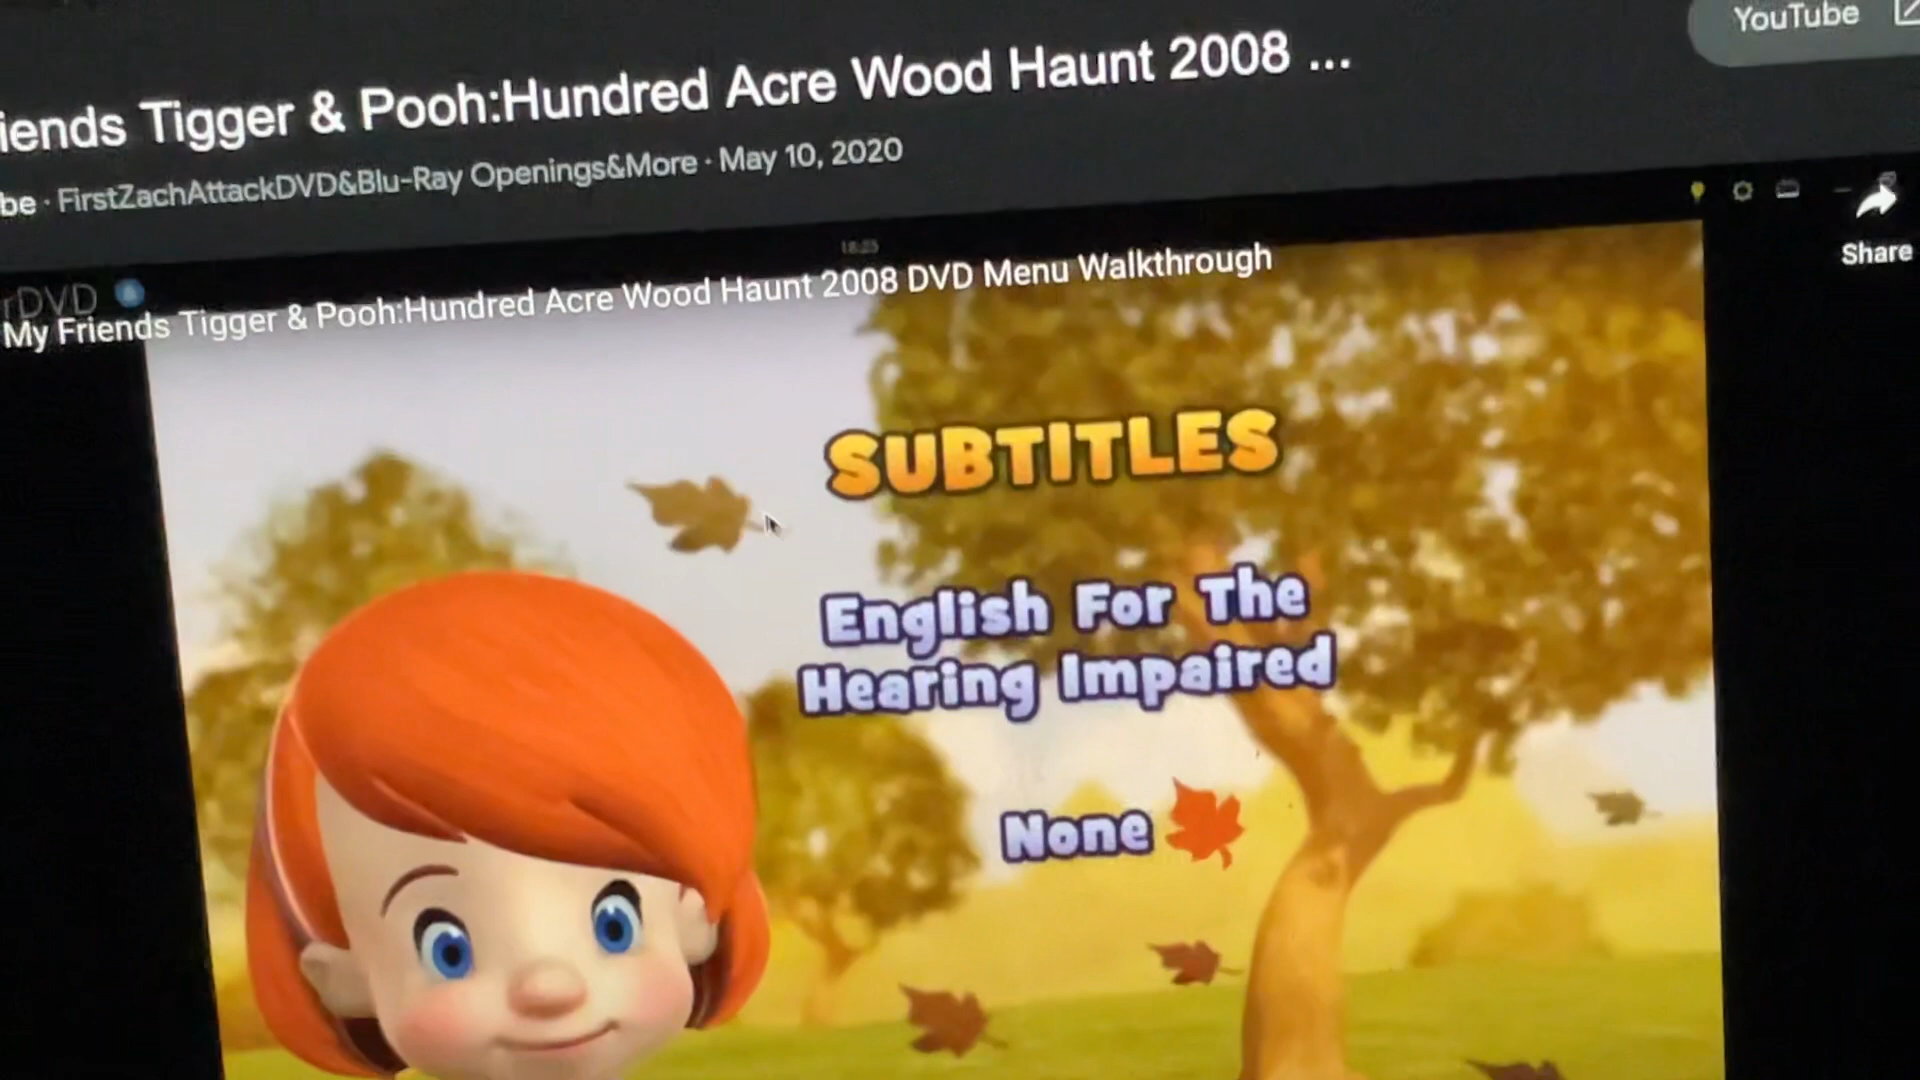 YouTube
iends Tigger & Pooh:Hundred Acre Wood Haunt 2008 ...
be · FirstZachAttackDVD&Blu-Ray Openings&More · May 10, 2020
Share
rDVD
My Friends Tigger & Pooh:Hundred Acre Wood Haunt 2008 DVD Menu Walkthrough
SUBTITLES
English For The
Hearing Impaired
None